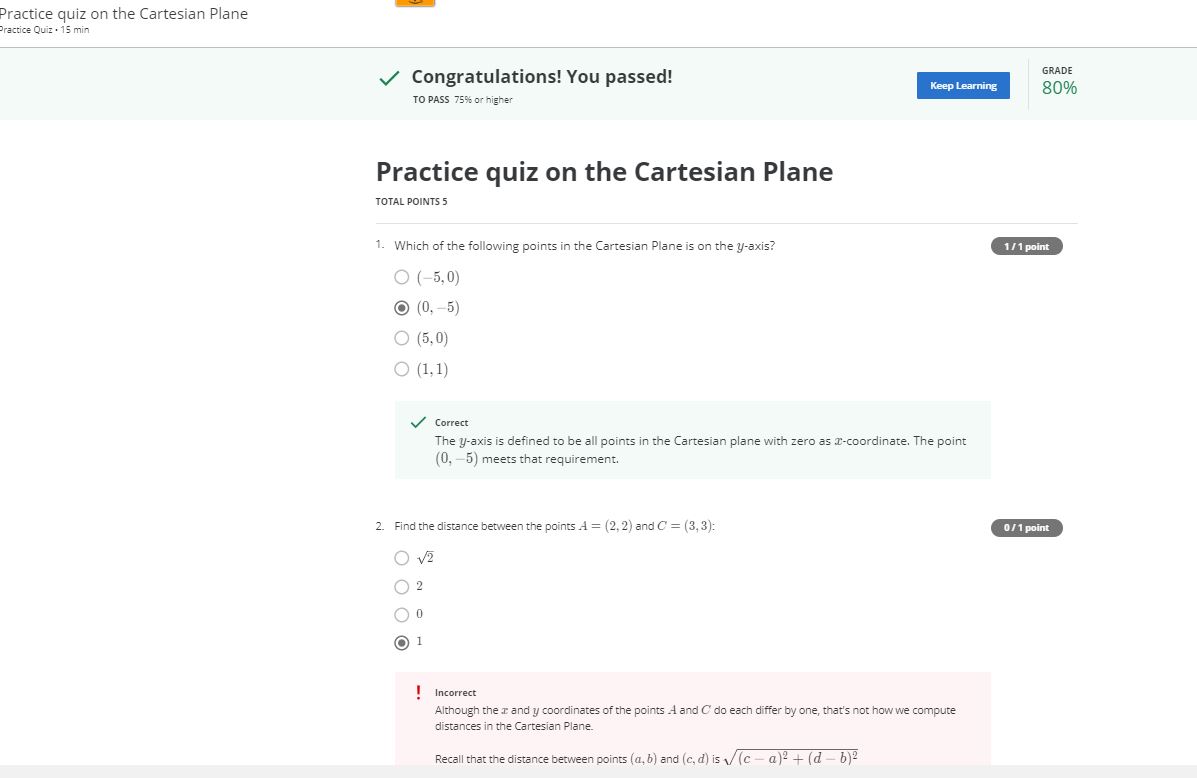 Practice quiz on the Cartesian Plane
Practice Quiz • 15 min
Congratulations! You passed!
TO PASS 75% or higher
Keep Learning
GRADE
80%
Practice quiz on the Cartesian Plane
TOTAL POINTS 5
1. Which of the following points in the Cartesian Plane is on the y-axis?
1 / 1 point
(−5, 0)
(0, −5)
(5, 0)
(1, 1)
Correct
The y-axis is defined to be all points in the Cartesian plane with zero as x-coordinate. The point
(0, −5) meets that requirement.
2. Find the distance between the points A = (2, 2) and C = (3, 3):
0 / 1 point
√2
2
0
1
! Incorrect
Although the x and y coordinates of the points A and C do each differ by one, that's not how we compute
distances in the Cartesian Plane.
Recall that the distance between points (a, b) and (c, d) is √(c − a)² + (d − b)²